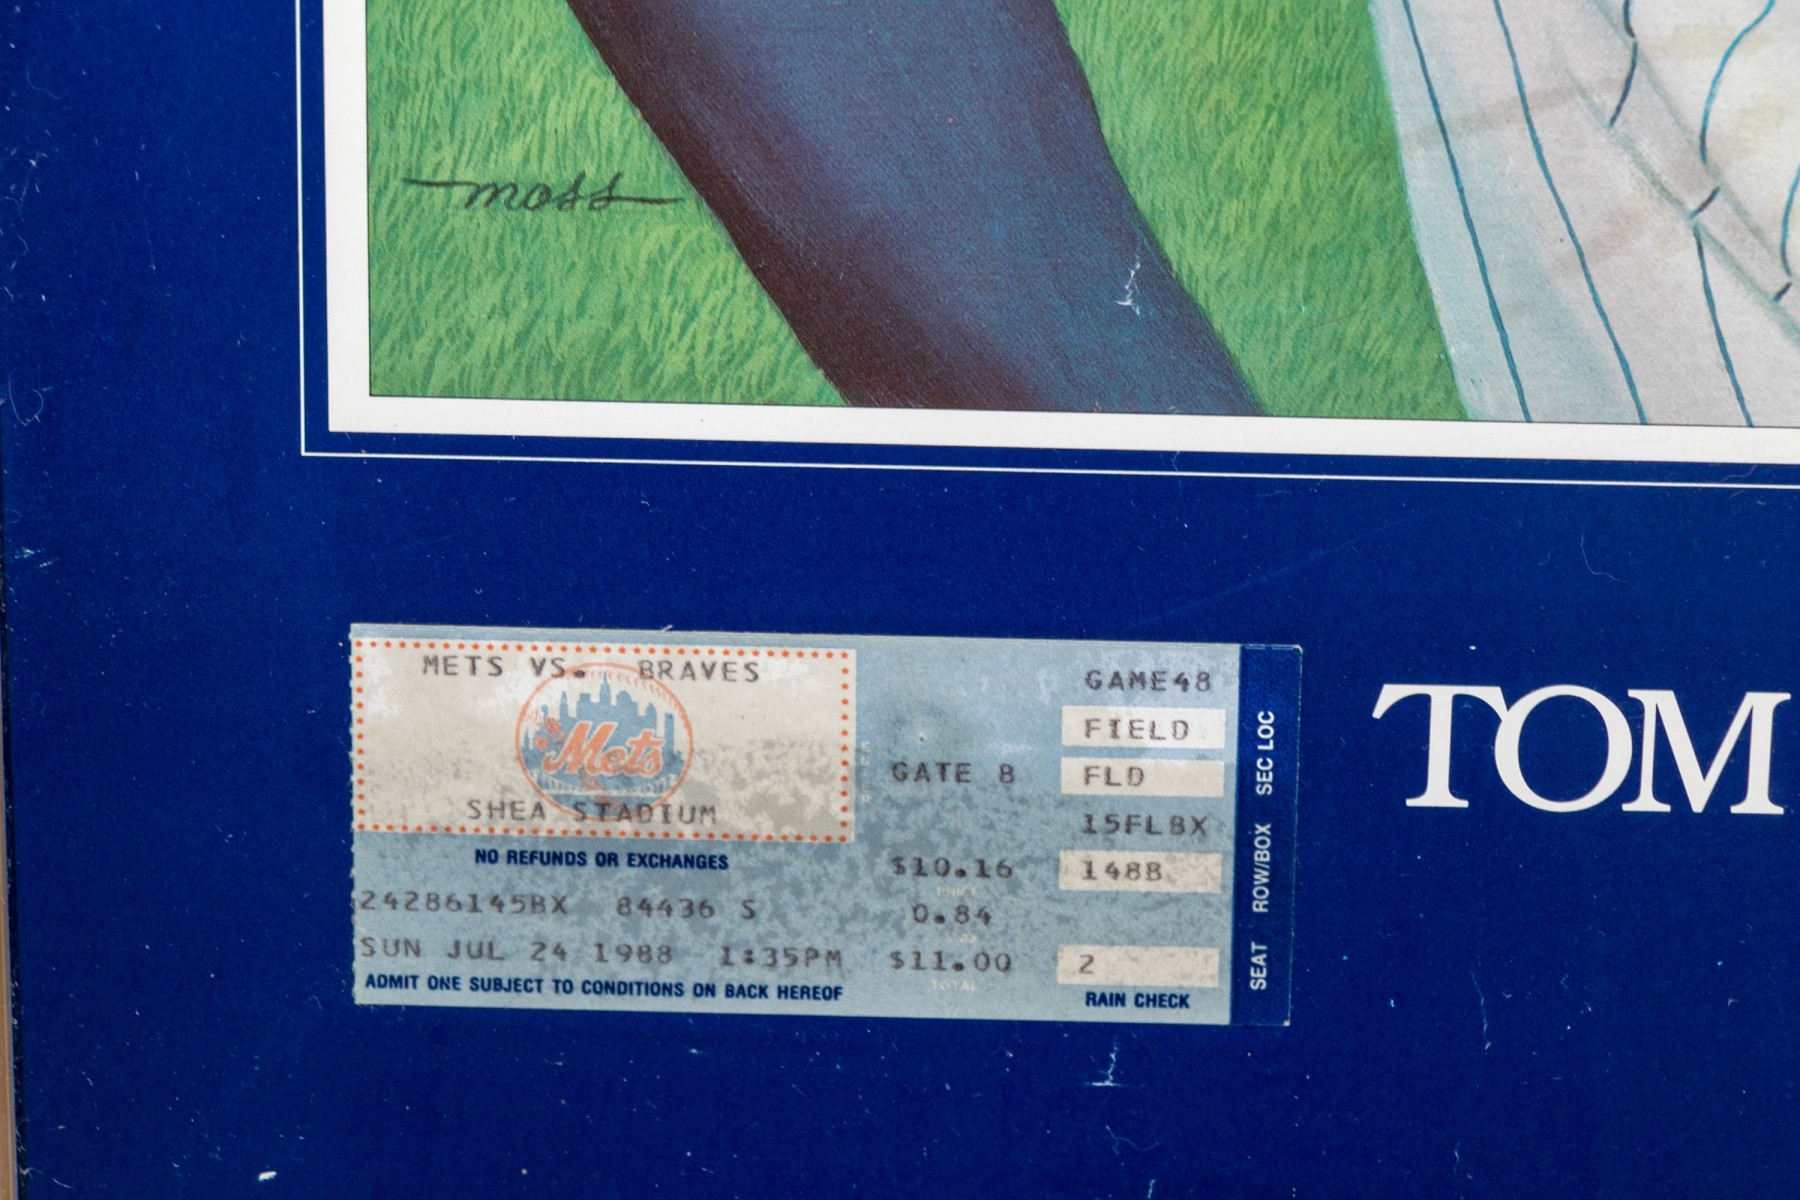 moss
METS VS. BRAVES
Mets
SHEA STADIUM
NO REFUNDS OR EXCHANGES
24286145BX 84436 S
SUN JUL 24 1988 1:35PM
ADMIT ONE SUBJECT TO CONDITIONS ON BACK HEREOF
GATE 8
$10.16
0.84
$11.00
TOTAL
GAME48
FIELD
FLD
15FLBX
148B
2
RAIN CHECK
SEAT ROW/BOX SEC LOC
TOM